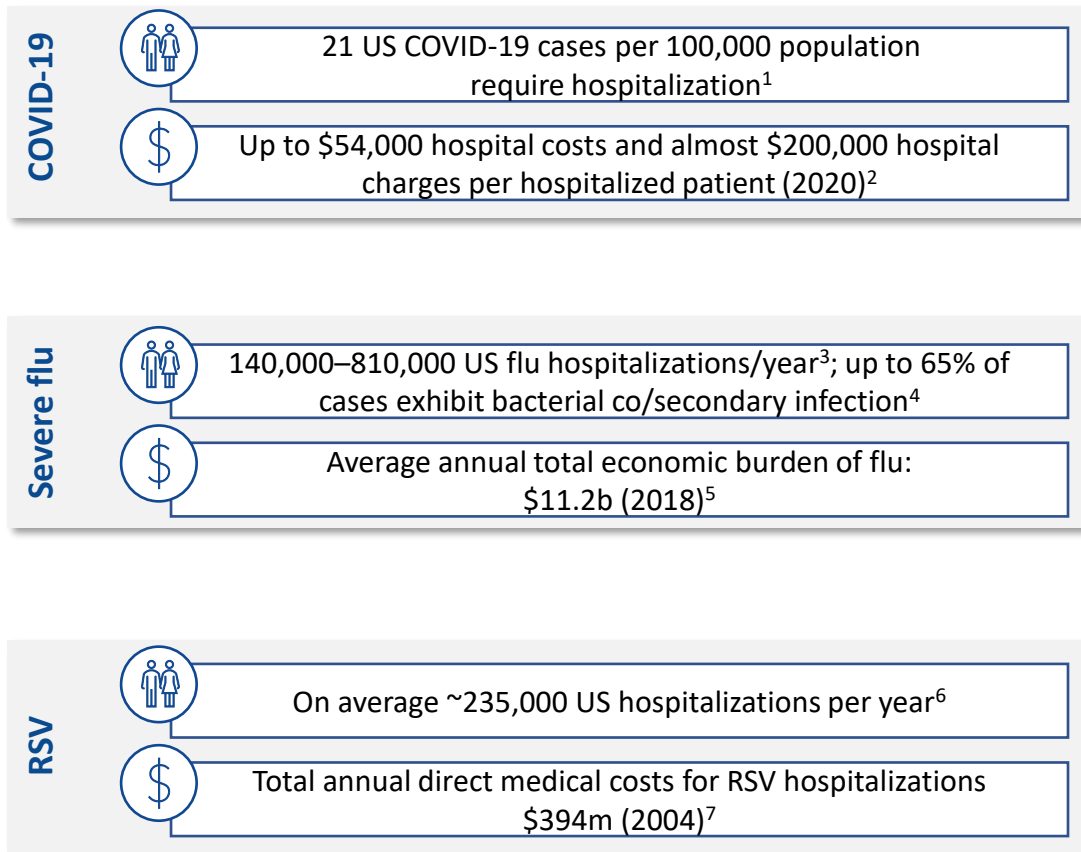 COVID-19
21 US COVID-19 cases per 100,000 population
require hospitalization¹
$
Up to $54,000 hospital costs and almost $200,000 hospital
charges per hospitalized patient (2020)²
Severe flu
140,000–810,000 US flu hospitalizations/year³; up to 65% of
cases exhibit bacterial co/secondary infection⁴
$
Average annual total economic burden of flu:
$11.2b (2018)⁵
RSV
On average ~235,000 US hospitalizations per year⁶
$
Total annual direct medical costs for RSV hospitalizations
$394m (2004)⁷